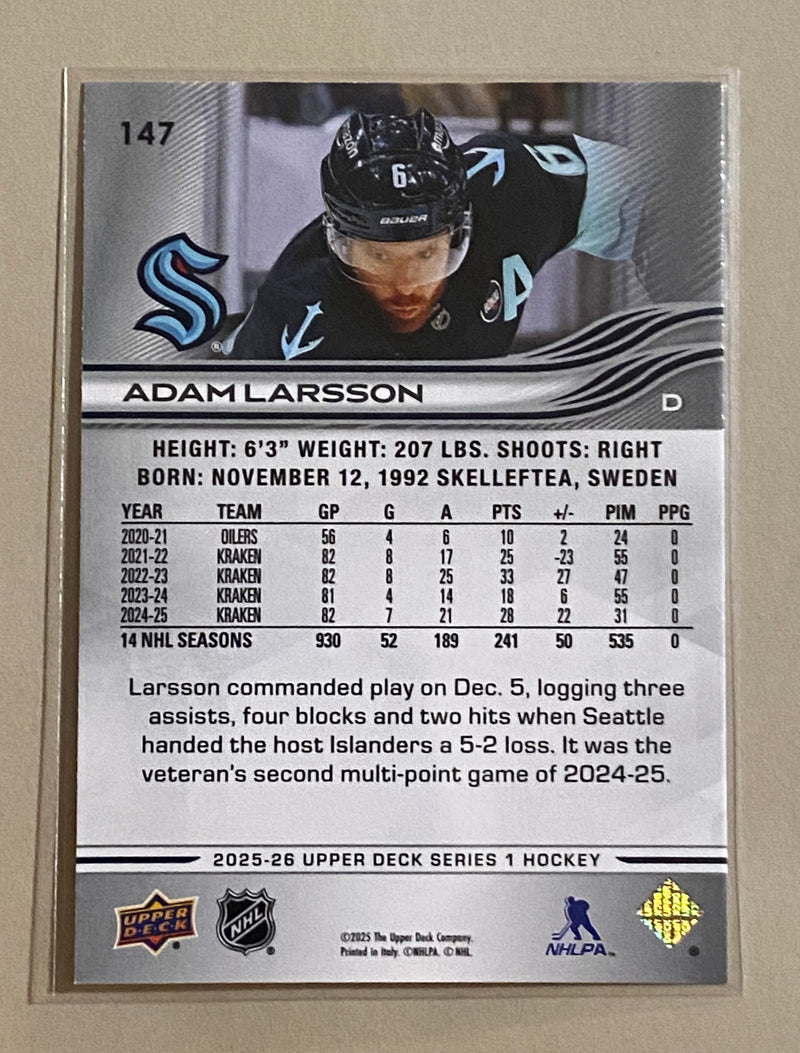 147
amazon
6
6
BAUER
A
ADAM LARSSON
D
HEIGHT: 6'3" WEIGHT: 207 LBS. SHOOTS: RIGHT
BORN: NOVEMBER 12, 1992 SKELLEFTEA, SWEDEN
YEAR TEAM GP G A PTS +/- PIM PPG
2020-21 OILERS 56 4 6 10 2 24 0
2021-22 KRAKEN 82 8 17 25 -23 55 0
2022-23 KRAKEN 82 8 25 33 27 47 0
2023-24 KRAKEN 81 4 14 18 6 55 0
2024-25 KRAKEN 82 7 21 28 22 31 0
14 NHL SEASONS 930 52 189 241 50 535 0
Larsson commanded play on Dec. 5, logging three
assists, four blocks and two hits when Seattle
handed the host Islanders a 5-2 loss. It was the
veteran's second multi-point game of 2024-25.
2025-26 UPPER DECK SERIES 1 HOCKEY
UPPER
D·E·C·K
NHL
©2025 The Upper Deck Company.
Printed in Italy. ©NHLPA. © NHL.
NHLPA™